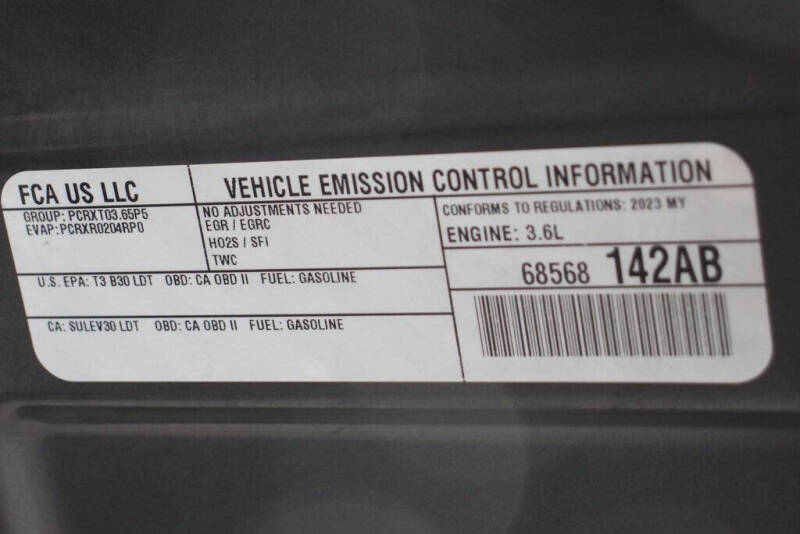 FCA US LLC
VEHICLE EMISSION CONTROL INFORMATION
GROUP: PCRXT03.65P5
EVAP: PCRXR0204RP0
NO ADJUSTMENTS NEEDED
EGR / EGRC
HO2S / SFI
TWC
CONFORMS TO REGULATIONS: 2023 MY
ENGINE: 3.6L
U.S. EPA: T3 B30 LDT OBD: CA OBD II FUEL: GASOLINE
68568 142AB
CA: SULEV30 LDT OBD: CA OBD II FUEL: GASOLINE